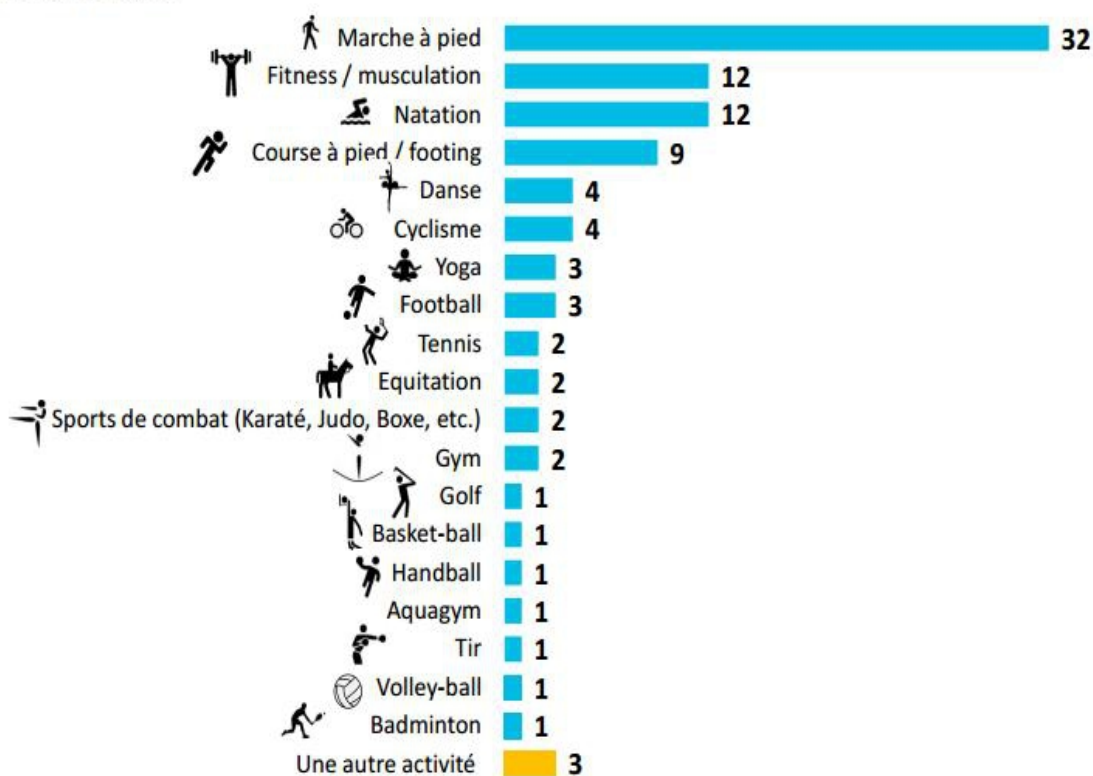 Marche à pied 32
Fitness / musculation 12
Natation 12
Course à pied / footing 9
Danse 4
Cyclisme 4
Yoga 3
Football 3
Tennis 2
Equitation 2
Sports de combat (Karaté, Judo, Boxe, etc.) 2
Gym 2
Golf 1
Basket-ball 1
Handball 1
Aquagym 1
Tir 1
Volley-ball 1
Badminton 1
Une autre activité 3